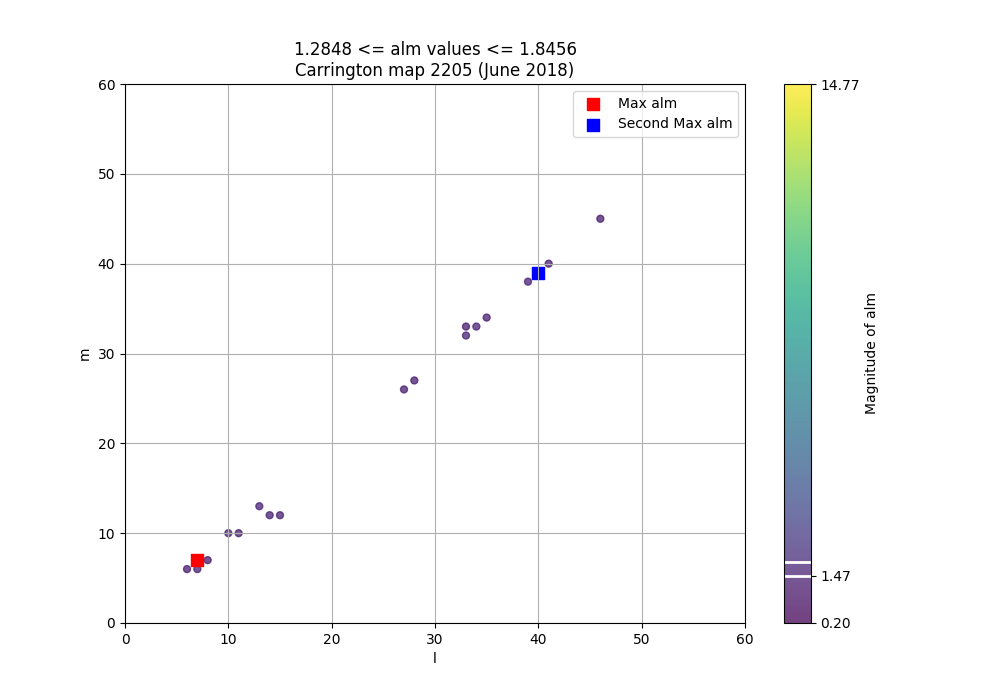 1.2848 <= alm values <= 1.8456
Carrington map 2205 (June 2018)
Max alm
Second Max alm
60
50
40
30
20
10
0
m
0 10 20 30 40 50 60
l
14.77
1.47
0.20
Magnitude of alm